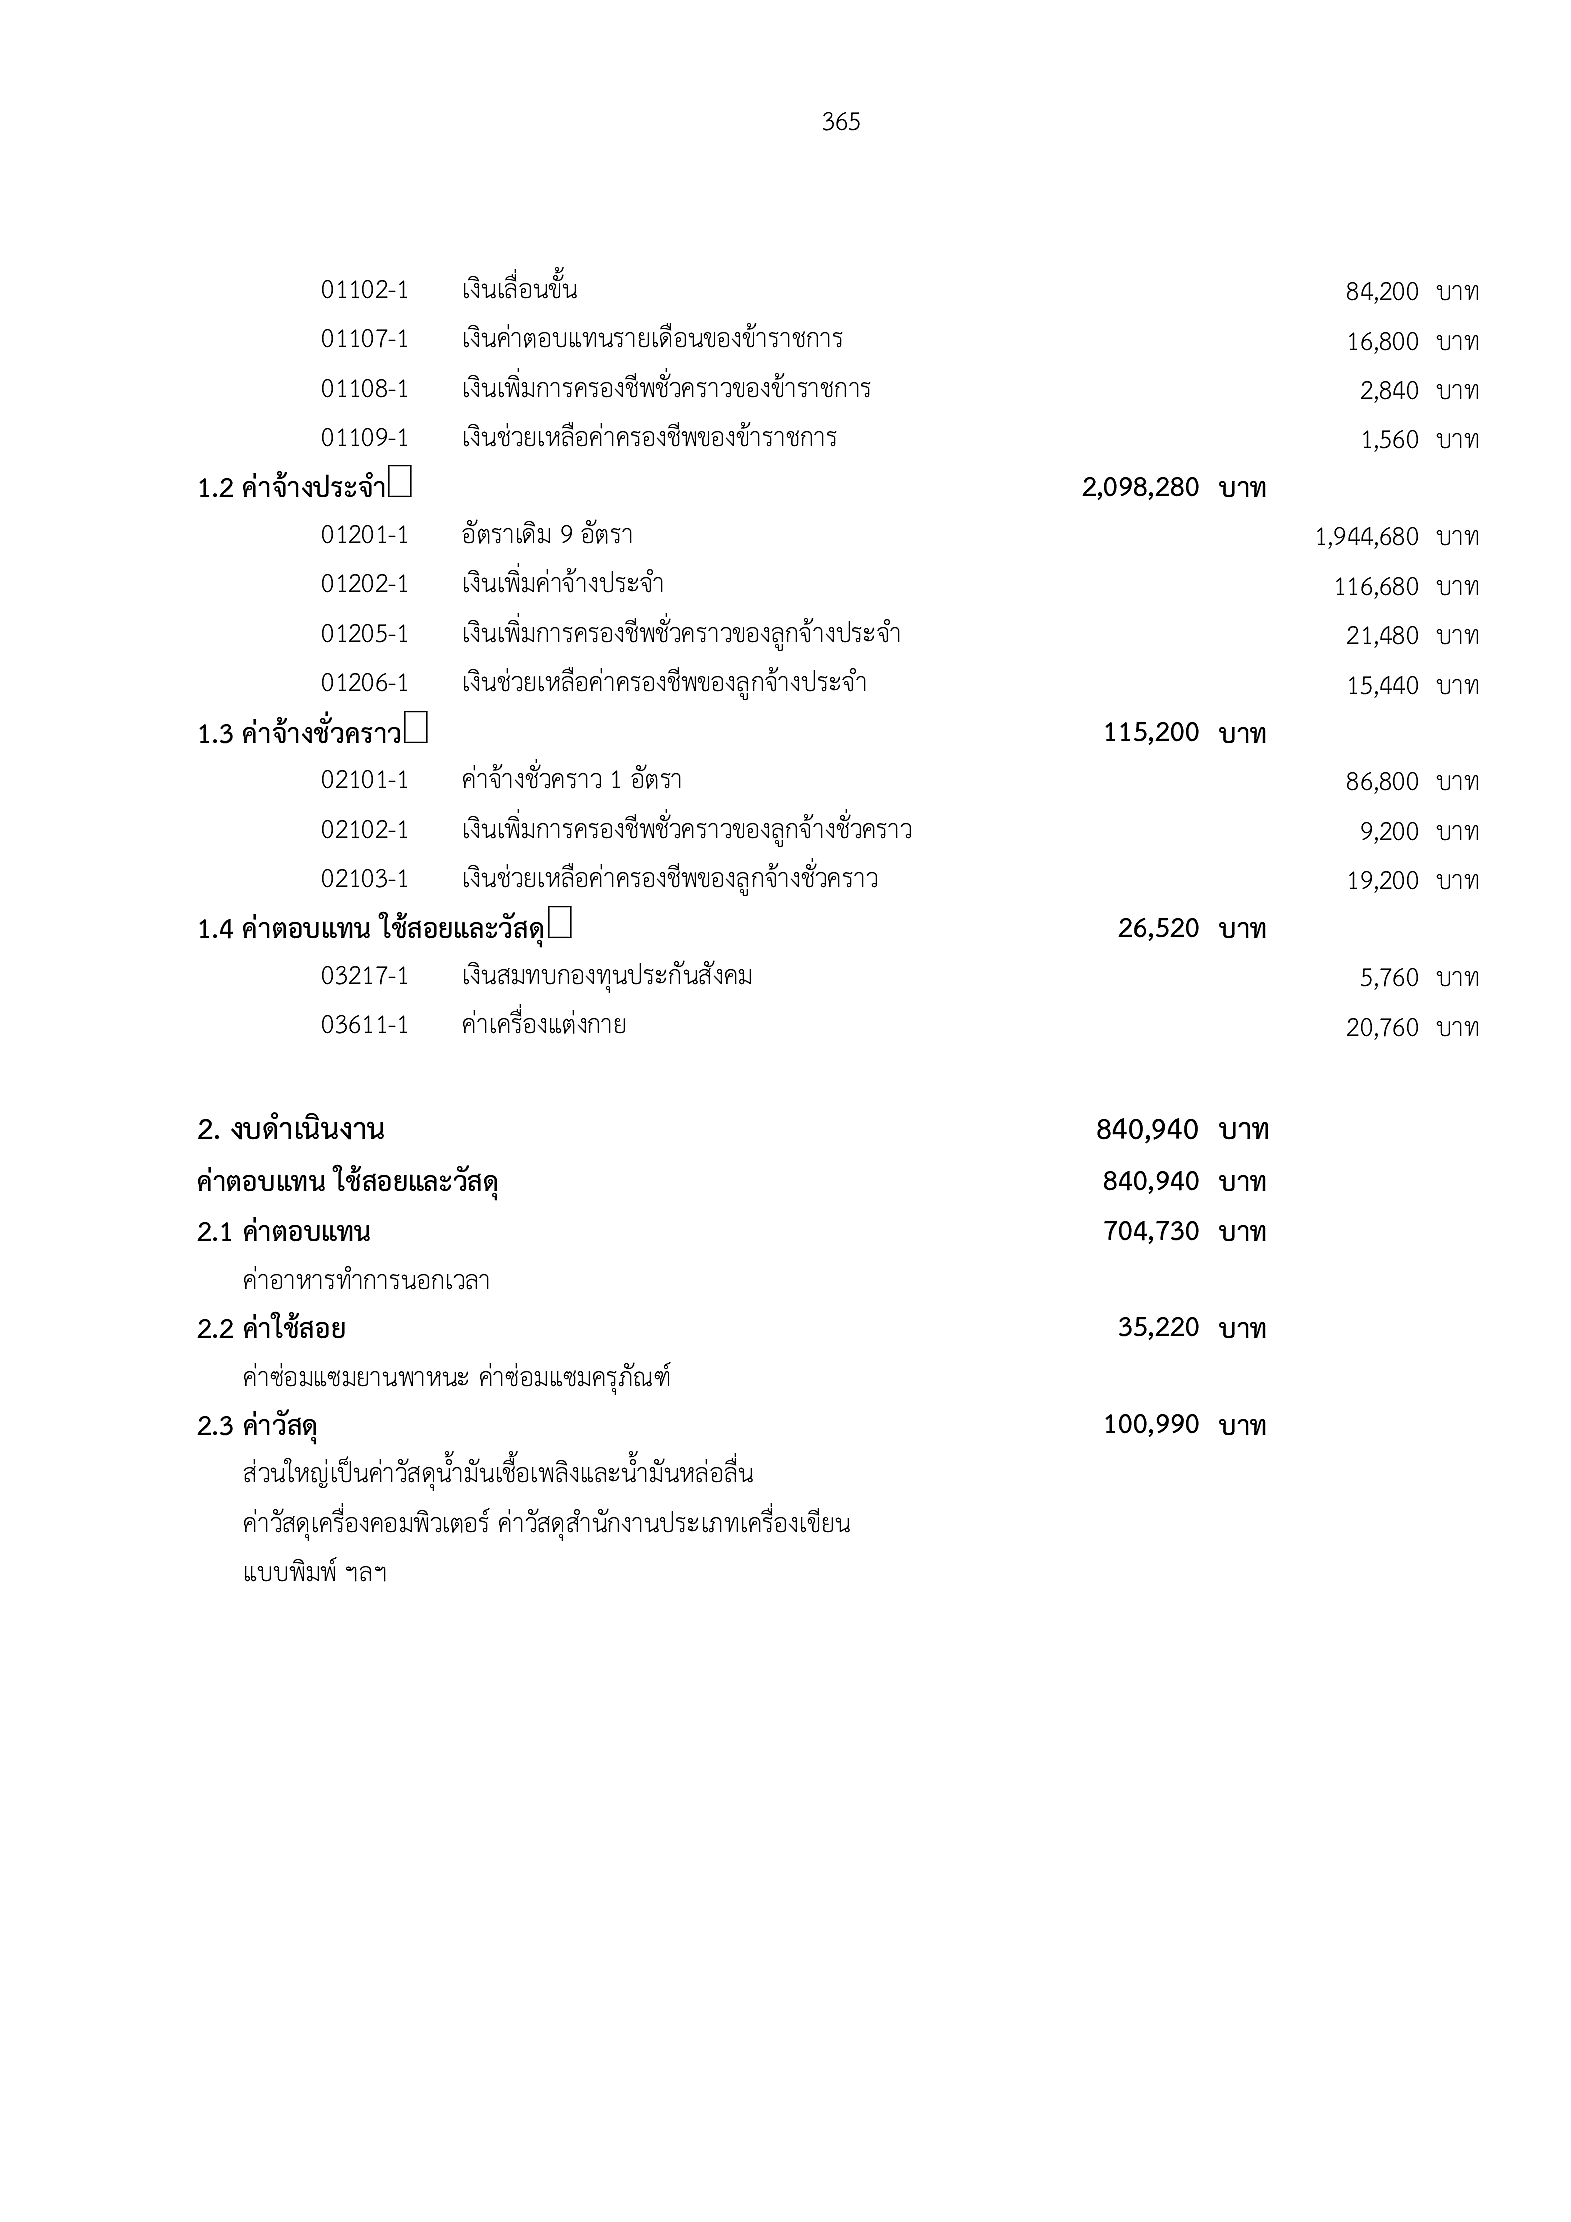 365
01102-1 เงินเลื่อนขั้น 84,200 บาท
01107-1 เงินค่าตอบแทนรายเดือนของข้าราชการ 16,800 บาท
01108-1 เงินเพิ่มการครองชีพชั่วคราวของข้าราชการ 2,840 บาท
01109-1 เงินช่วยเหลือค่าครองชีพของข้าราชการ 1,560 บาท
1.2 ค่าจ้างประจำ 2,098,280 บาท
01201-1 อัตราเดิม 9 อัตรา 1,944,680 บาท
01202-1 เงินเพิ่มค่าจ้างประจำ 116,680 บาท
01205-1 เงินเพิ่มการครองชีพชั่วคราวของลูกจ้างประจำ 21,480 บาท
01206-1 เงินช่วยเหลือค่าครองชีพของลูกจ้างประจำ 15,440 บาท
1.3 ค่าจ้างชั่วคราว 115,200 บาท
02101-1 ค่าจ้างชั่วคราว 1 อัตรา 86,800 บาท
02102-1 เงินเพิ่มการครองชีพชั่วคราวของลูกจ้างชั่วคราว 9,200 บาท
02103-1 เงินช่วยเหลือค่าครองชีพของลูกจ้างชั่วคราว 19,200 บาท
1.4 ค่าตอบแทน ใช้สอยและวัสดุ 26,520 บาท
03217-1 เงินสมทบกองทุนประกันสังคม 5,760 บาท
03611-1 ค่าเครื่องแต่งกาย 20,760 บาท
2. งบดำเนินงาน 840,940 บาท
ค่าตอบแทน ใช้สอยและวัสดุ 840,940 บาท
2.1 ค่าตอบแทน 704,730 บาท
ค่าอาหารทำการนอกเวลา
2.2 ค่าใช้สอย 35,220 บาท
ค่าซ่อมแซมยานพาหนะ ค่าซ่อมแซมครุภัณฑ์
2.3 ค่าวัสดุ 100,990 บาท
ส่วนใหญ่เป็นค่าวัสดุน้ำมันเชื้อเพลิงและน้ำมันหล่อลื่น
ค่าวัสดุเครื่องคอมพิวเตอร์ ค่าวัสดุสำนักงานประเภทเครื่องเขียน
แบบพิมพ์ ฯลฯ